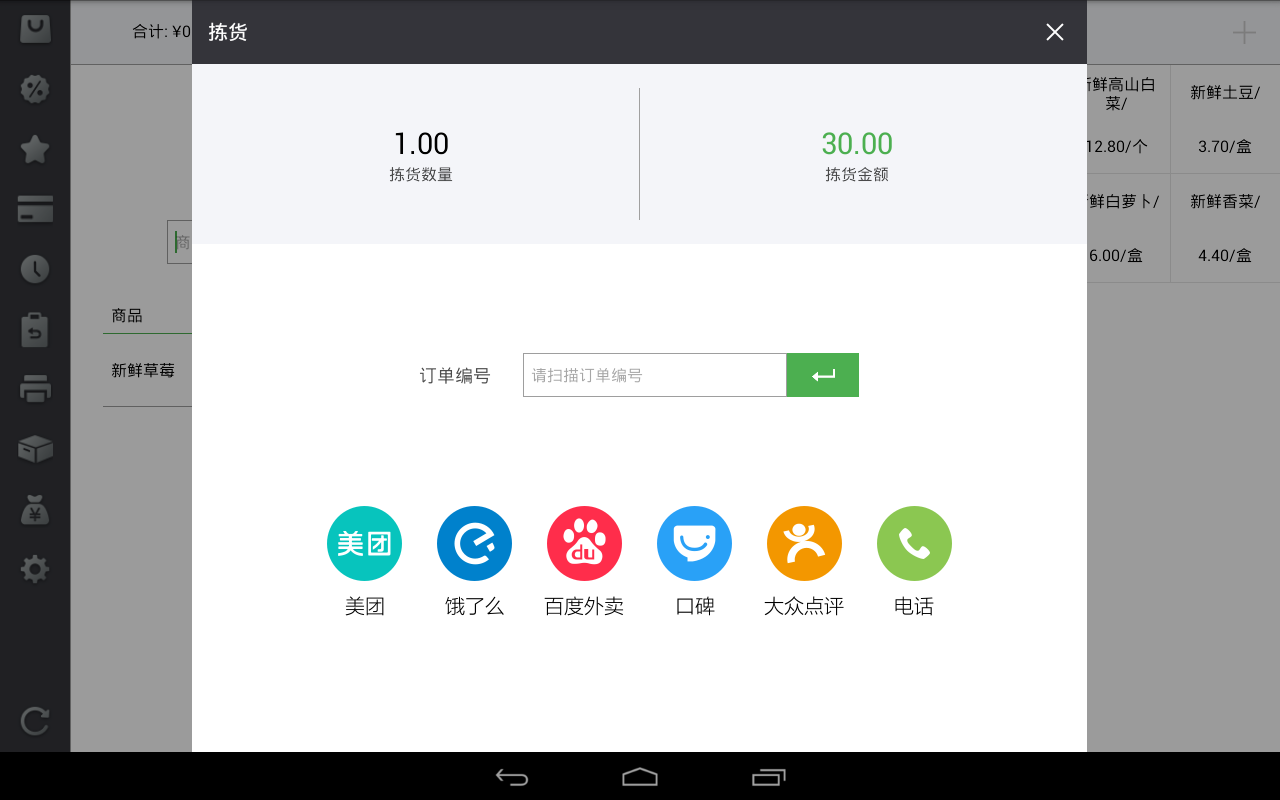 合计: ¥0
拣货
1.00
拣货数量
30.00
拣货金额
鲜高山白
菜/
12.80/个
新鲜土豆/
3.70/盒
鲜白萝卜/
6.00/盒
新鲜香菜/
4.40/盒
商
商品
新鲜草莓
订单编号
请扫描订单编号
美团
du
美团
饿了么
百度外卖
口碑
大众点评
电话